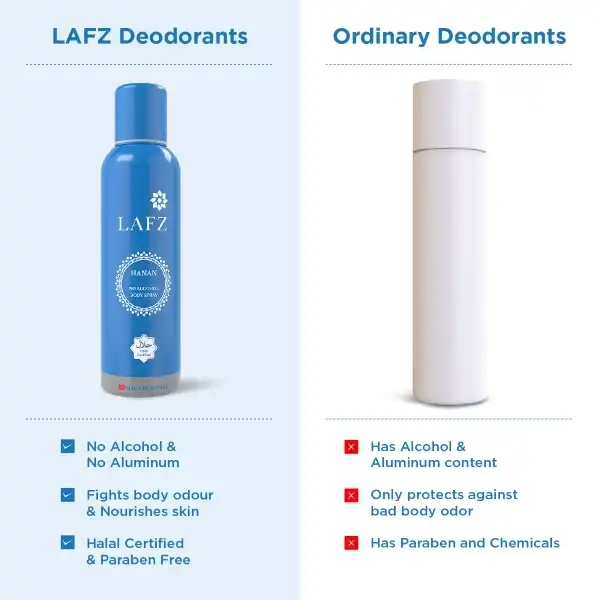 LAFZ Deodorants
LAFZ
HANAN
NO ALCOHOL
BODY SPRAY
حلال
No Alcohol &
No Aluminum
Fights body odour
& Nourishes skin
Halal Certified
& Paraben Free
Ordinary Deodorants
Has Alcohol &
Aluminum content
Only protects against
bad body odor
Has Paraben and Chemicals